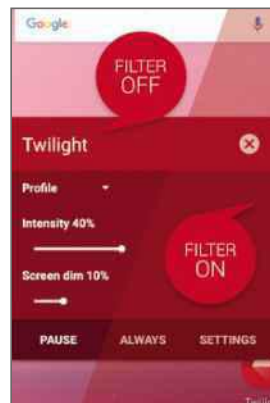 Google
FILTER
OFF
Twilight
Profile
Intensity 40%
FILTER
ON
Screen dim 10%
PAUSE ALWAYS SETTINGS